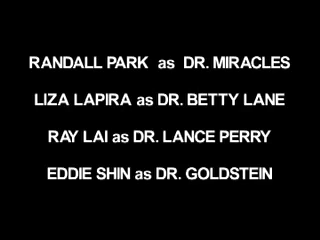 RANDALL PARK as DR. MIRACLES
LIZA LAPIRA as DR. BETTY LANE
RAY LAI as DR. LANCE PERRY
EDDIE SHIN as DR. GOLDSTEIN